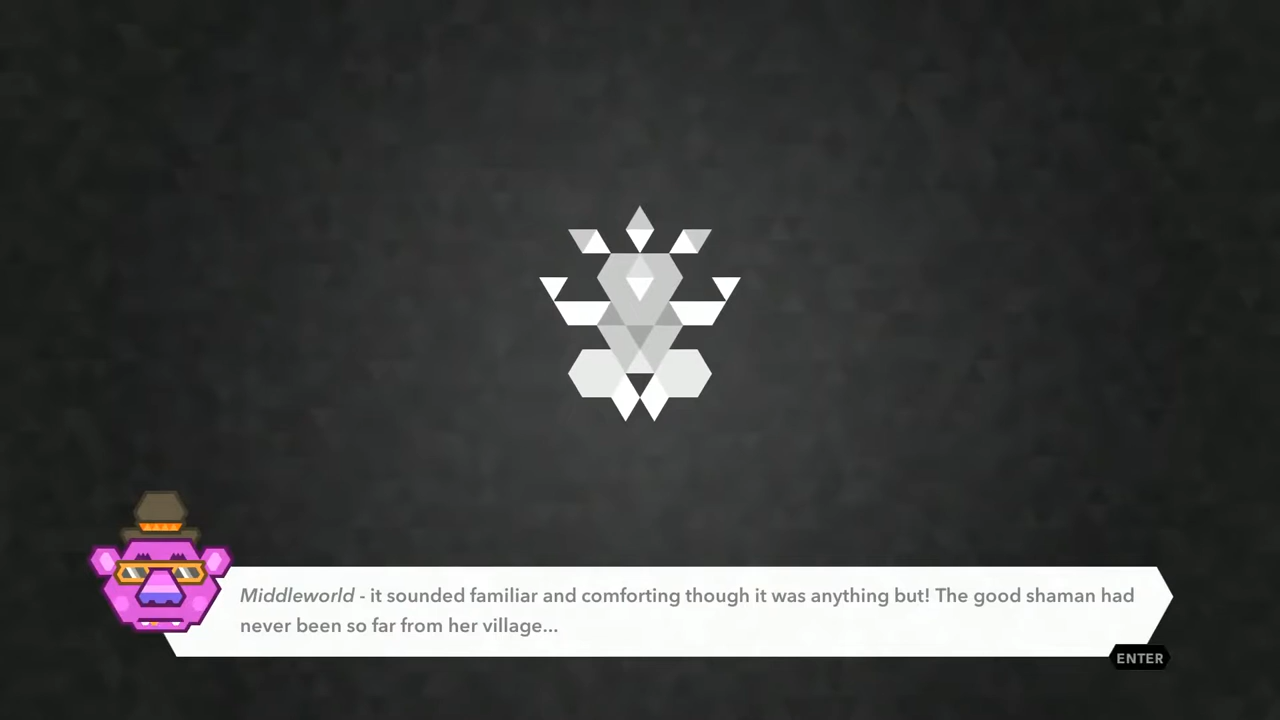 Middleworld - it sounded familiar and comforting though it was anything but! The good shaman had
never been so far from her village...
ENTER